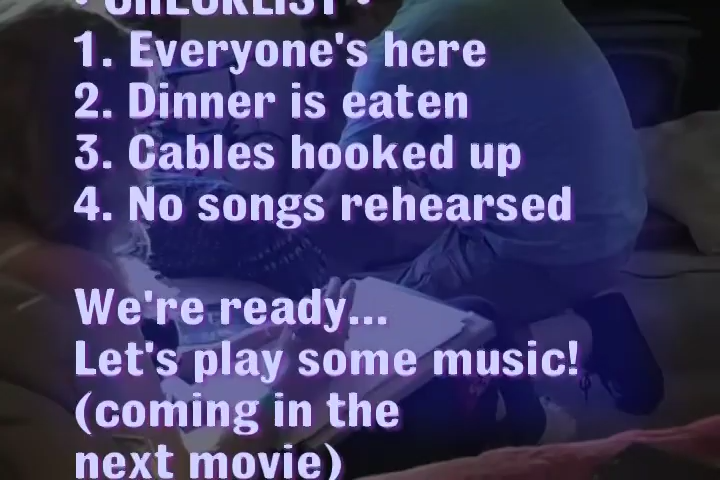 • CHECKLIST •
1. Everyone's here
2. Dinner is eaten
3. Cables hooked up
4. No songs rehearsed
We're ready...
Let's play some music!
(coming in the
next movie)